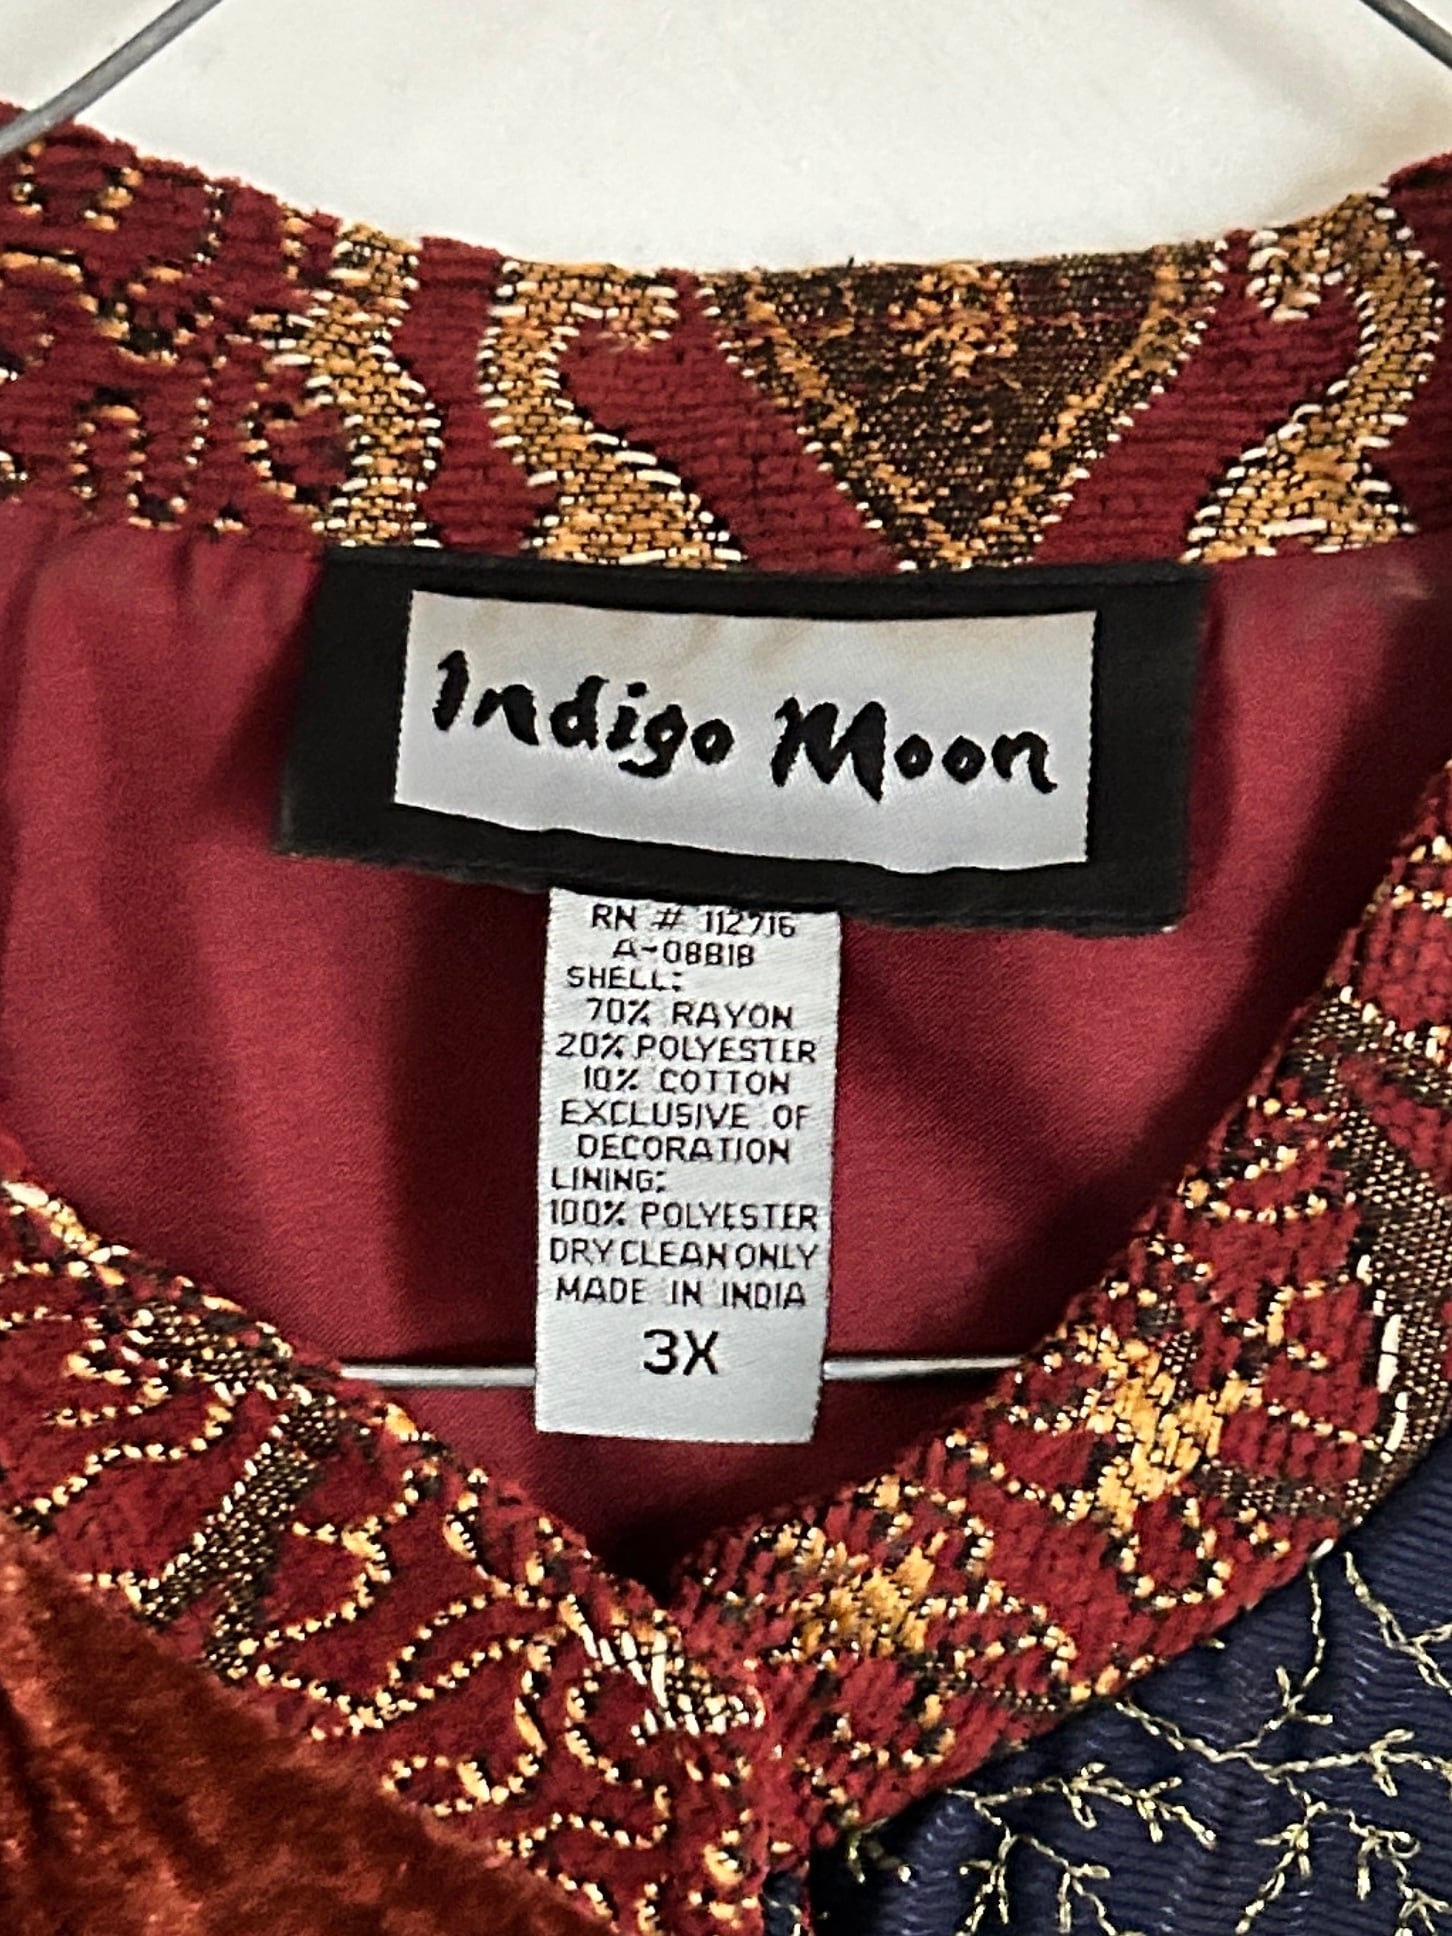 Indigo Moon
RN # 112716
A-08818
SHELL:
70% RAYON
20% POLYESTER
10% COTTON
EXCLUSIVE OF
DECORATION
LINING:
100% POLYESTER
DRY CLEAN ONLY
MADE IN INDIA
3X